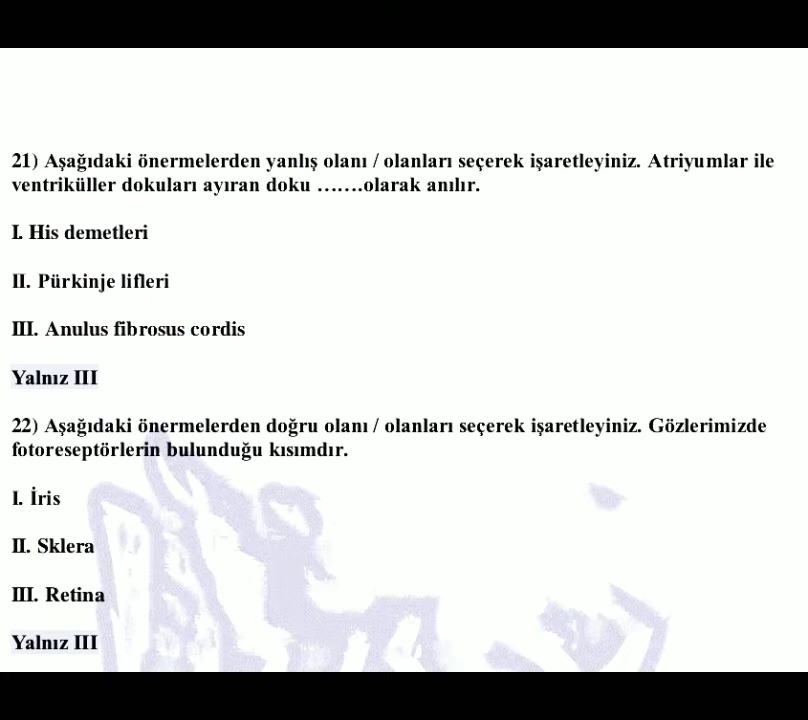 21) Aşağıdaki önermelerden yanlış olanı / olanları seçerek işaretleyiniz. Atriyumlar ile
ventriküller dokuları ayıran doku …….olarak anılır.
I. His demetleri
II. Pürkinje lifleri
III. Anulus fibrosus cordis
Yalnız III
22) Aşağıdaki önermelerden doğru olanı / olanları seçerek işaretleyiniz. Gözlerimizde
fotoreseptörlerin bulunduğu kısımdır.
I. İris
II. Sklera
III. Retina
Yalnız III